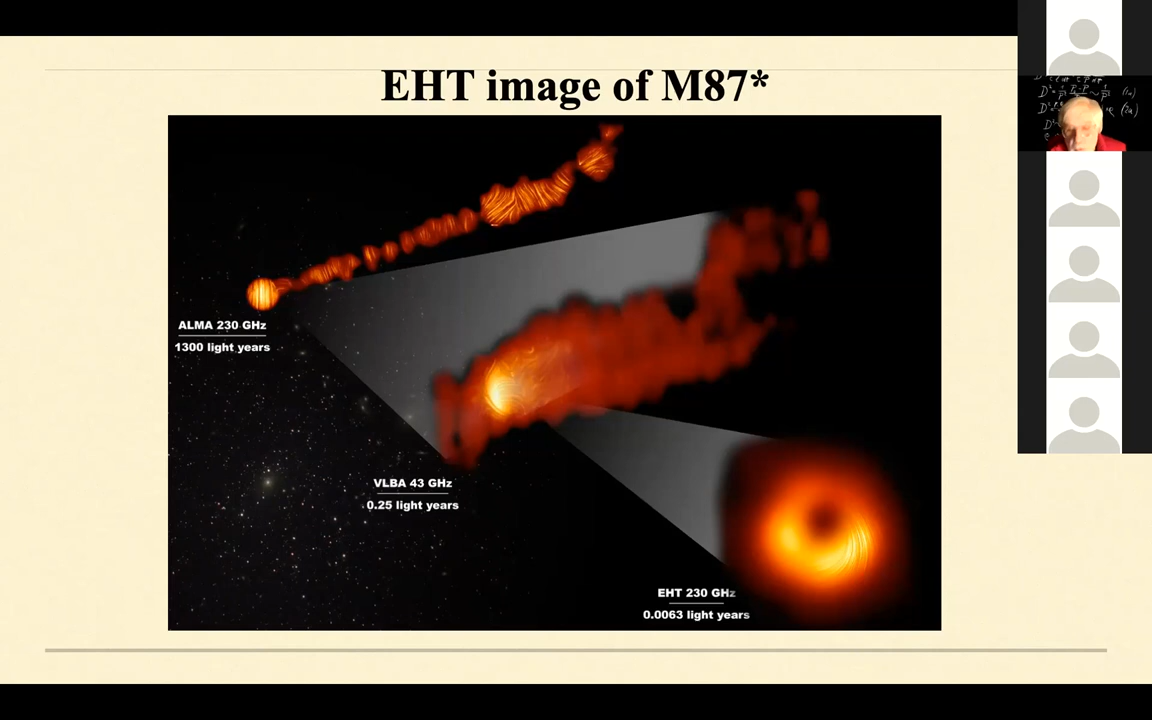 EHT image of M87*
ALMA 230 GHz
1300 light years
VLBA 43 GHz
0.25 light years
EHT 230 GHz
0.0063 light years